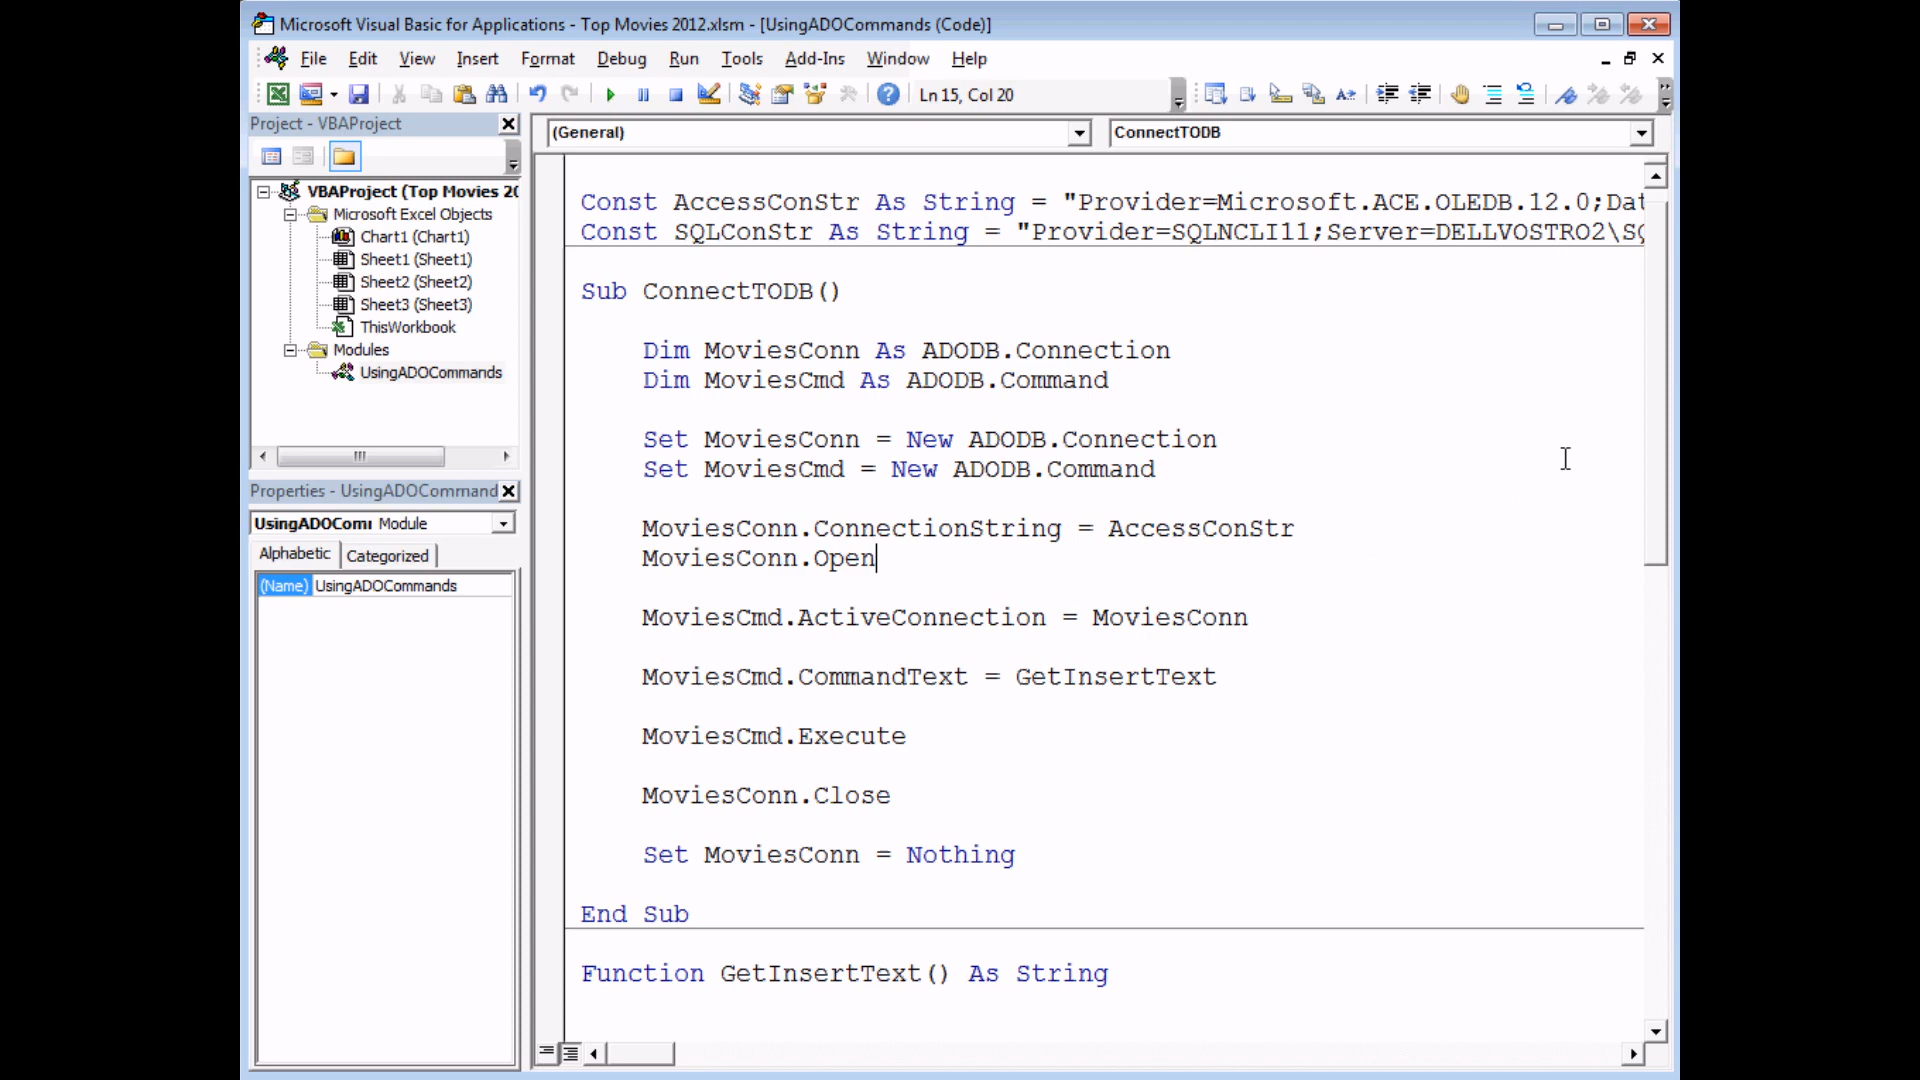 Microsoft Visual Basic for Applications - Top Movies 2012.xlsm - [UsingADOCommands (Code)]
File Edit View Insert Format Debug Run Tools Add-Ins Window Help
Ln 15, Col 20
Project - VBAProject
(General)
ConnectTODB
VBAProject (Top Movies 20
Microsoft Excel Objects
Chart1 (Chart1)
Sheet1 (Sheet1)
Sheet2 (Sheet2)
Sheet3 (Sheet3)
ThisWorkbook
Modules
UsingADOCommands
Properties - UsingADOCommand
UsingADOComi Module
Alphabetic Categorized
(Name) UsingADOCommands
Const AccessConStr As String = "Provider=Microsoft.ACE.OLEDB.12.0;Dat
Const SQLConStr As String = "Provider=SQLNCLI11;Server=DELLVOSTRO2\SQ
Sub ConnectTODB()
Dim MoviesConn As ADODB.Connection
Dim MoviesCmd As ADODB.Command
Set MoviesConn = New ADODB.Connection
Set MoviesCmd = New ADODB.Command
MoviesConn.ConnectionString = AccessConStr
MoviesConn.Open
MoviesCmd.ActiveConnection = MoviesConn
MoviesCmd.CommandText = GetInsertText
MoviesCmd.Execute
MoviesConn.Close
Set MoviesConn = Nothing
End Sub
Function GetInsertText() As String